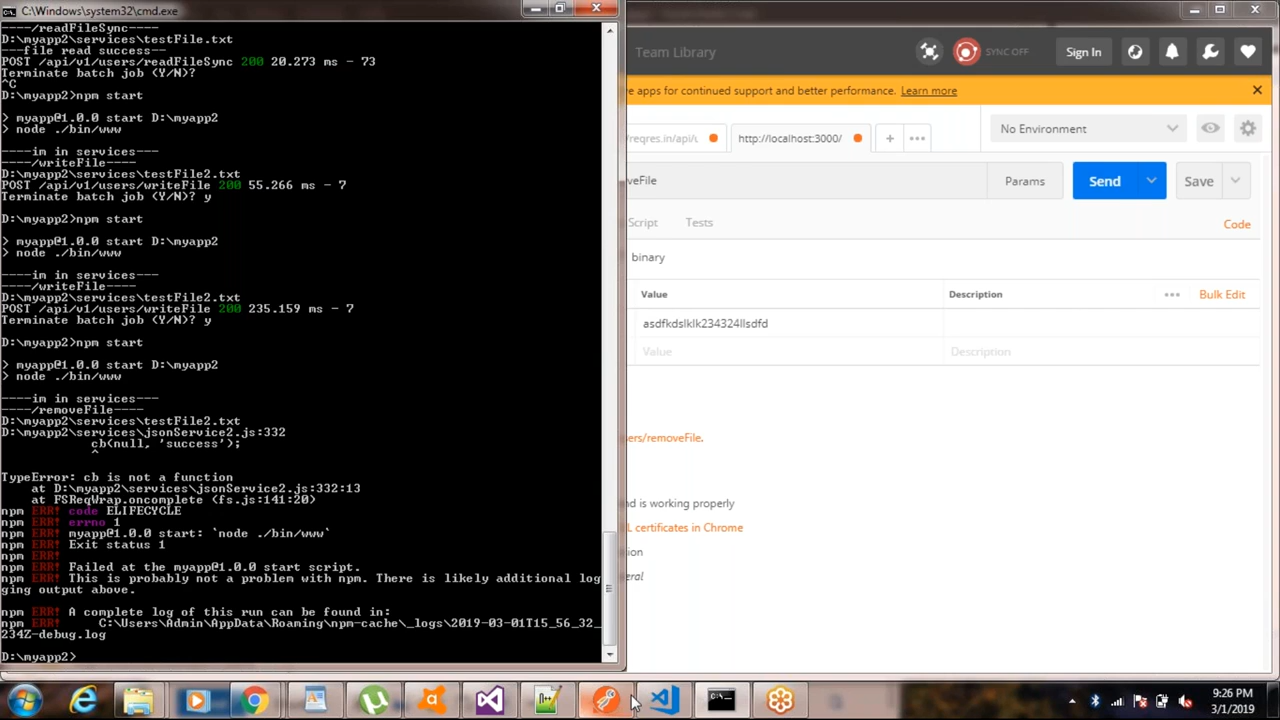 C:\Windows\system32\cmd.exe
----/readFileSync----
D:\myapp2\services\testFile.txt
---file read success--
POST /api/v1/users/readFileSync 200 20.273 ms - 73
Terminate batch job (Y/N)?
^C
D:\myapp2>npm start
> myapp@1.0.0 start D:\myapp2
> node ./bin/www
----im in services---
----/writeFile----
D:\myapp2\services\testFile2.txt
POST /api/v1/users/writeFile 200 55.266 ms - 7
Terminate batch job (Y/N)? y
D:\myapp2>npm start
> myapp@1.0.0 start D:\myapp2
> node ./bin/www
----im in services---
----/writeFile----
D:\myapp2\services\testFile2.txt
POST /api/v1/users/writeFile 200 235.159 ms - 7
Terminate batch job (Y/N)? y
D:\myapp2>npm start
> myapp@1.0.0 start D:\myapp2
> node ./bin/www
----im in services---
----/removeFile----
D:\myapp2\services\testFile2.txt
D:\myapp2\services\jsonService2.js:332
cb(null, 'success');
^
TypeError: cb is not a function
at D:\myapp2\services\jsonService2.js:332:13
at FSReqWrap.oncomplete (fs.js:141:20)
npm ERR! code ELIFECYCLE
npm ERR! errno 1
npm ERR! myapp@1.0.0 start: `node ./bin/www`
npm ERR! Exit status 1
npm ERR!
npm ERR! Failed at the myapp@1.0.0 start script.
npm ERR! This is probably not a problem with npm. There is likely additional log
ging output above.
npm ERR! A complete log of this run can be found in:
npm ERR! C:\Users\Admin\AppData\Roaming\npm-cache\_logs\2019-03-01T15_56_32_
234Z-debug.log
D:\myapp2>
Team Library SYNC OFF Sign In
e apps for continued support and better performance. Learn more
/reqres.in/api/u http://localhost:3000/ + ••• No Environment
veFile Params Send Save
Script Tests Code
binary
Value Description ••• Bulk Edit
asdfkdslklk234324llsdfd
Value Description
ers/removeFile.
nd is working properly
L certificates in Chrome
tion
eral
9:26 PM
3/1/2019